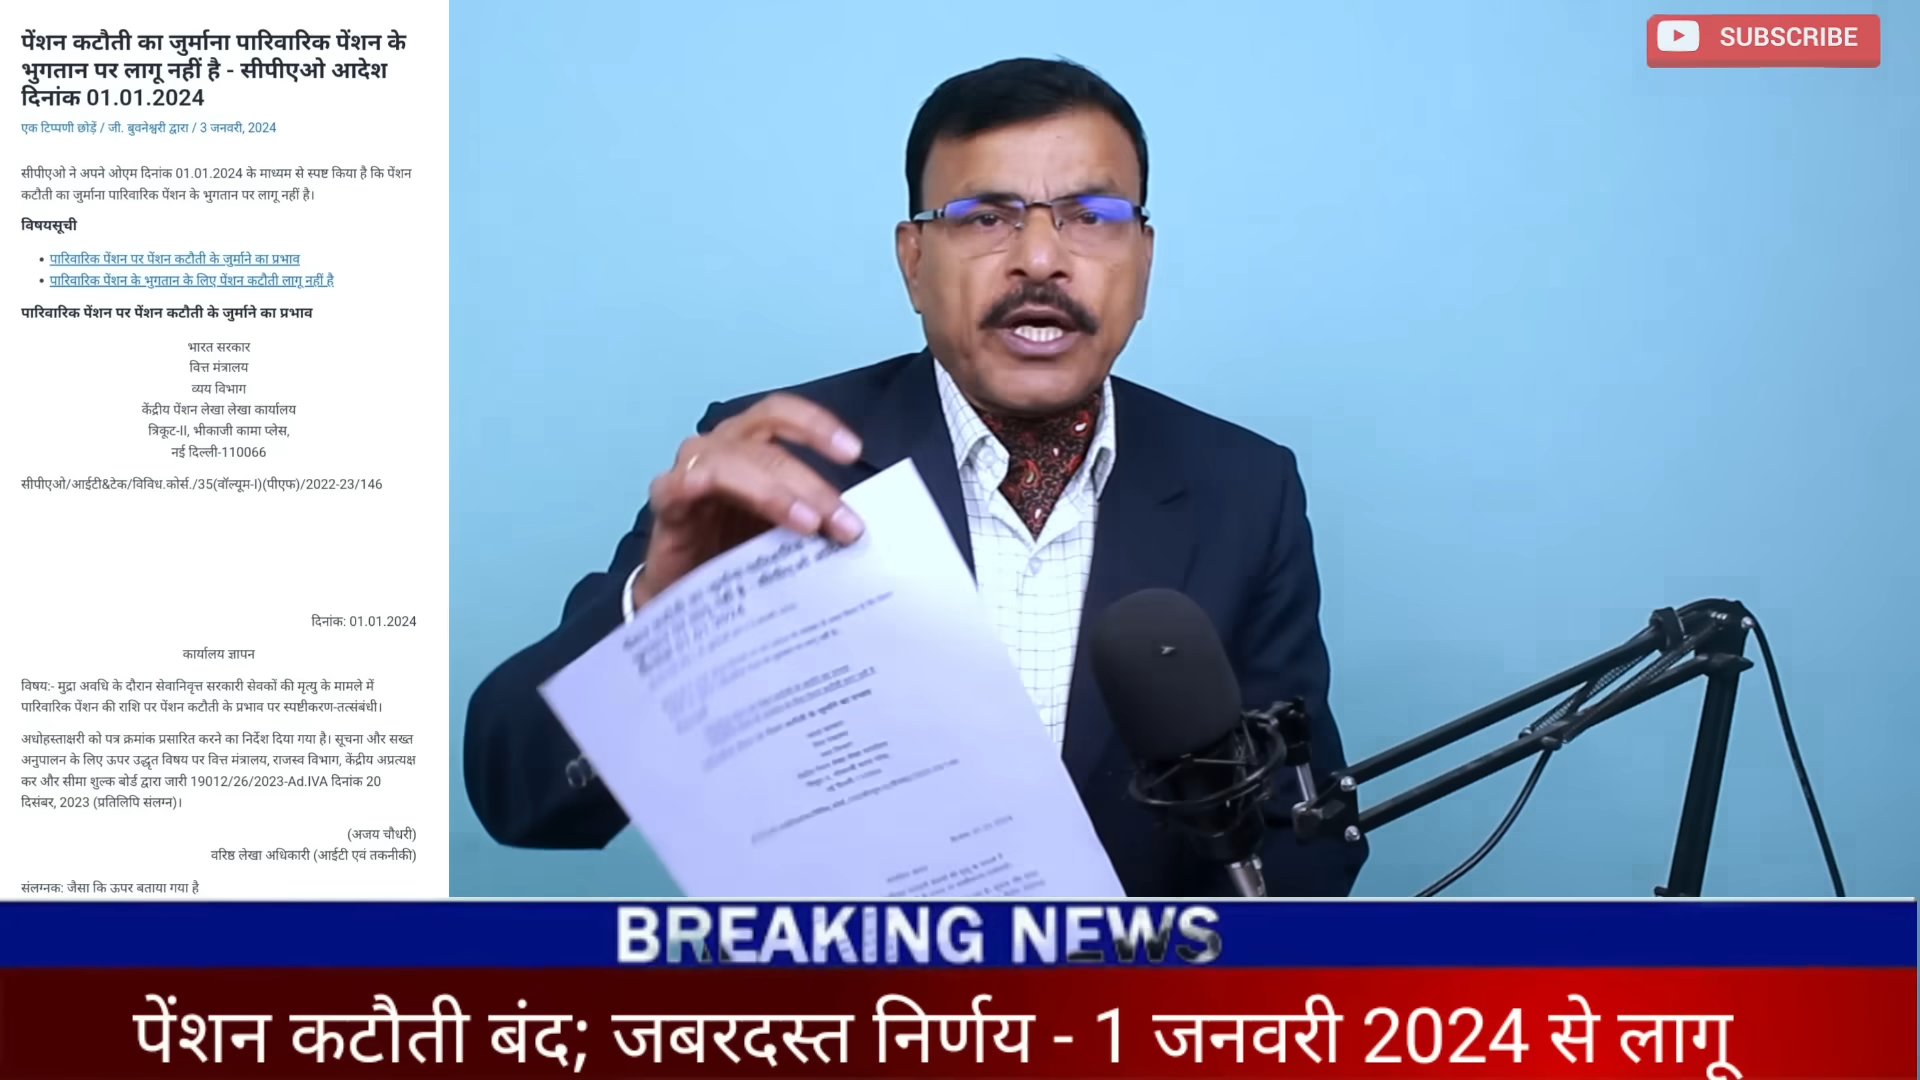 पेंशन कटौती का जुर्माना पारिवारिक पेंशन के
भुगतान पर लागू नहीं है - सीपीएओ आदेश
दिनांक 01.01.2024
एक टिप्पणी छोड़ें / जी. बुवनेश्वरी द्वारा / 3 जनवरी, 2024
सीपीएओ ने अपने ओएम दिनांक 01.01.2024 के माध्यम से स्पष्ट किया है कि पेंशन
कटौती का जुर्माना पारिवारिक पेंशन के भुगतान पर लागू नहीं है।
विषयसूची
• पारिवारिक पेंशन पर पेंशन कटौती के जुर्माने का प्रभाव
• पारिवारिक पेंशन के भुगतान के लिए पेंशन कटौती लागू नहीं है
पारिवारिक पेंशन पर पेंशन कटौती के जुर्माने का प्रभाव
भारत सरकार
वित्त मंत्रालय
व्यय विभाग
केंद्रीय पेंशन लेखा लेखा कार्यालय
त्रिकूट-II, भीकाजी कामा प्लेस,
नई दिल्ली-110066
सीपीएओ/आईटी&टेक/विविध.कोर्स./35(वॉल्यूम-I)(पीएफ)/2022-23/146
दिनांक: 01.01.2024
कार्यालय ज्ञापन
विषय:- मुद्रा अवधि के दौरान सेवानिवृत्त सरकारी सेवकों की मृत्यु के मामले में
पारिवारिक पेंशन की राशि पर पेंशन कटौती के प्रभाव पर स्पष्टीकरण-तत्संबंधी।
अधोहस्ताक्षरी को पत्र क्रमांक प्रसारित करने का निर्देश दिया गया है। सूचना और सख्त
अनुपालन के लिए ऊपर उद्धृत विषय पर वित्त मंत्रालय, राजस्व विभाग, केंद्रीय अप्रत्यक्ष
कर और सीमा शुल्क बोर्ड द्वारा जारी 19012/26/2023-Ad.IVA दिनांक 20
दिसंबर, 2023 (प्रतिलिपि संलग्न)।
(अजय चौधरी)
वरिष्ठ लेखा अधिकारी (आईटी एवं तकनीकी)
संलग्नक: जैसा कि ऊपर बताया गया है
SUBSCRIBE
BREAKING NEWS
पेंशन कटौती बंद; जबरदस्त निर्णय - 1 जनवरी 2024 से लागू